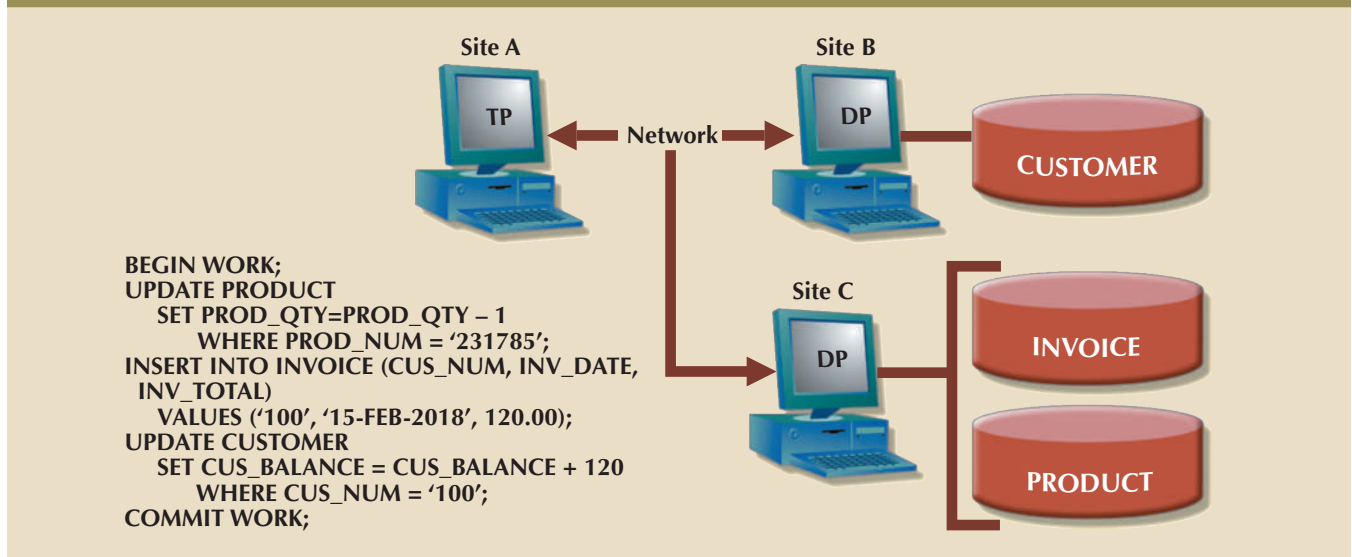 Site A
Site B
TP
Network
DP
CUSTOMER
BEGIN WORK;
UPDATE PRODUCT
SET PROD_QTY=PROD_QTY – 1
WHERE PROD_NUM = ‘231785’;
INSERT INTO INVOICE (CUS_NUM, INV_DATE,
INV_TOTAL)
VALUES (‘100’, ‘15-FEB-2018’, 120.00);
UPDATE CUSTOMER
SET CUS_BALANCE = CUS_BALANCE + 120
WHERE CUS_NUM = ‘100’;
COMMIT WORK;
Site C
DP
INVOICE
PRODUCT